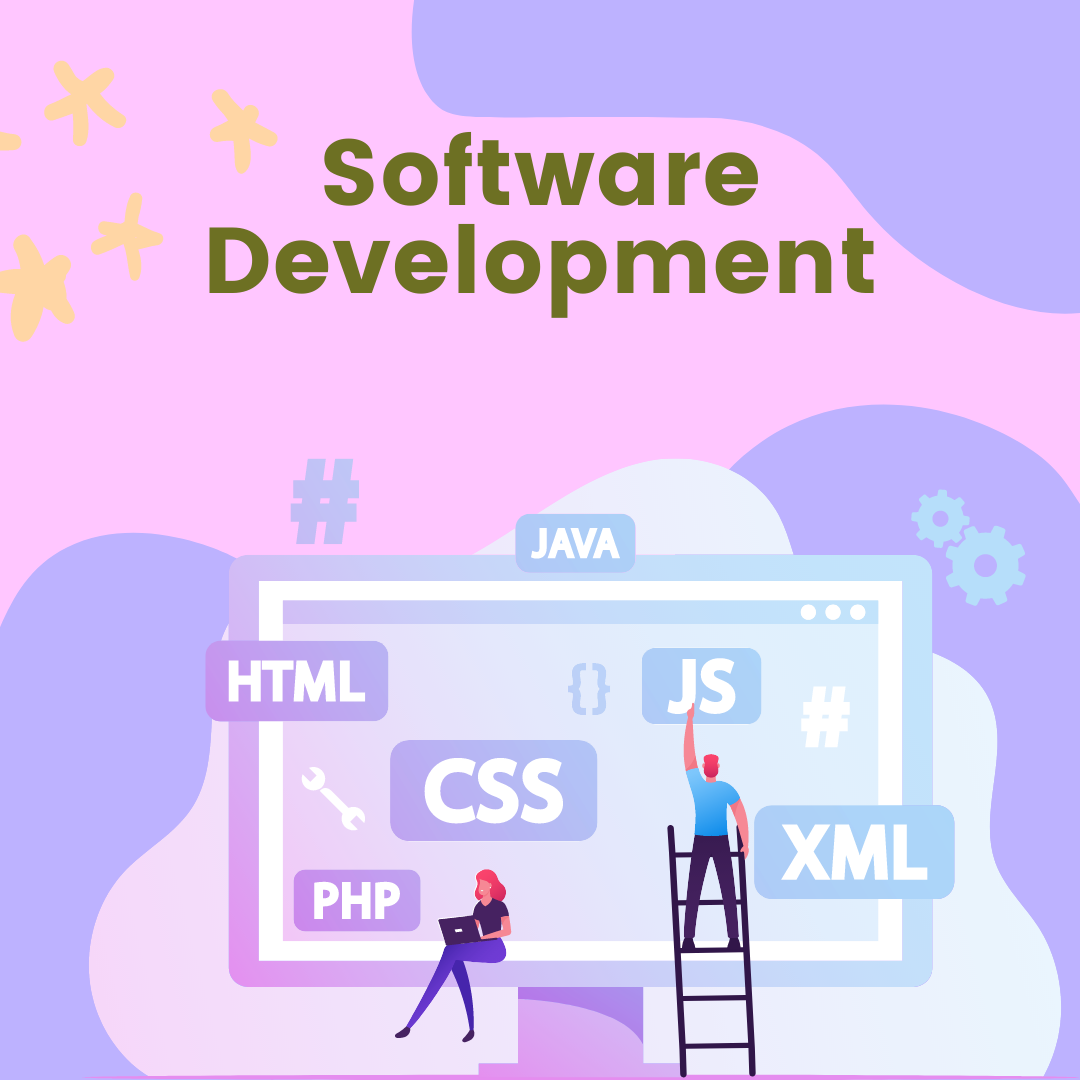 Software
Development
#
JAVA
HTML
{}
JS
#
CSS
XML
PHP